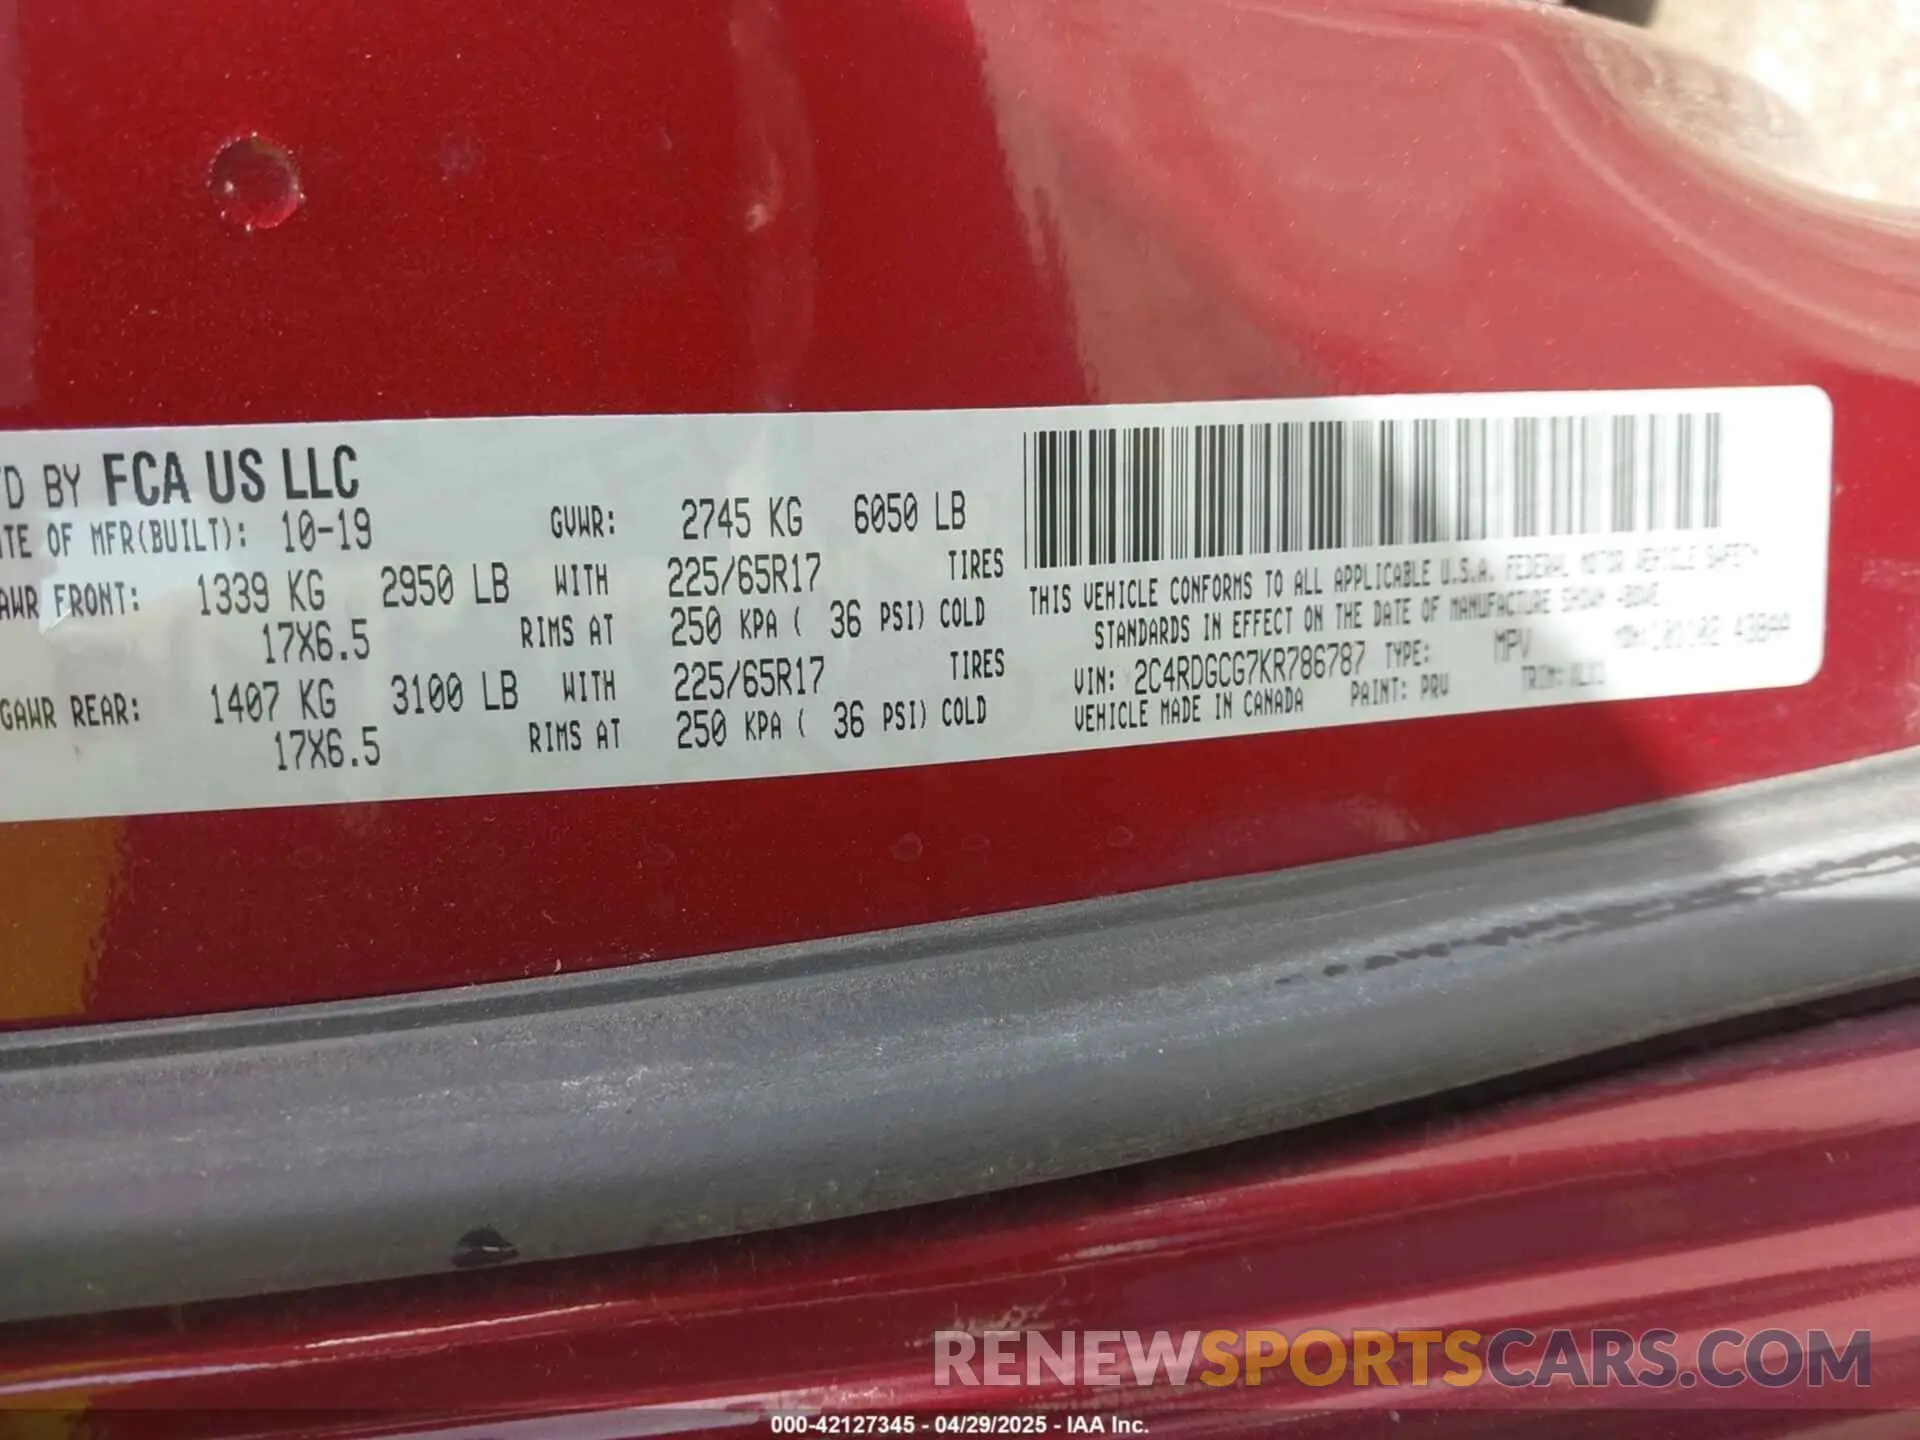 D BY FCA US LLC
TE OF MFR(BUILT): 10-19 GVWR: 2745 KG 6050 LB
AWR FRONT: 1339 KG 2950 LB WITH 225/65R17 TIRES
17X6.5 RIMS AT 250 KPA ( 36 PSI) COLD
GAWR REAR: 1407 KG 3100 LB WITH 225/65R17 TIRES
17X6.5 RIMS AT 250 KPA ( 36 PSI) COLD
THIS VEHICLE CONFORMS TO ALL APPLICABLE U.S.A. FEDERAL MOTOR VEHICLE SAFETY
STANDARDS IN EFFECT ON THE DATE OF MANUFACTURE SHOWN ABOVE.
VIN: 2C4RDGCG7KR786787 TYPE: MPV
VEHICLE MADE IN CANADA PAINT: PRV TRIM:
RENEWSPORTSCARS.COM
000-42127345 - 04/29/2025 - IAA Inc.